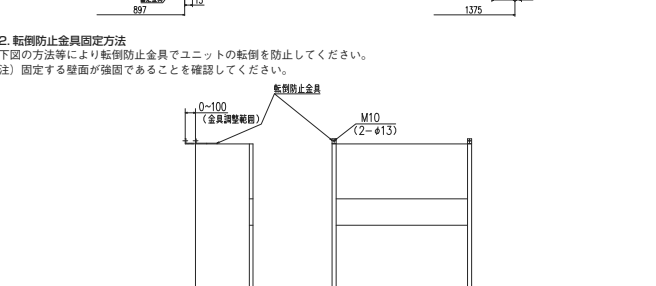 15
897
1375
2. 転倒防止金具固定方法
下図の方法等により転倒防止金具でユニットの転倒を防止してください。
注）固定する壁面が強固であることを確認してください。
転倒防止金具
0~100
（金具調整範囲）
M10
(2-φ13)